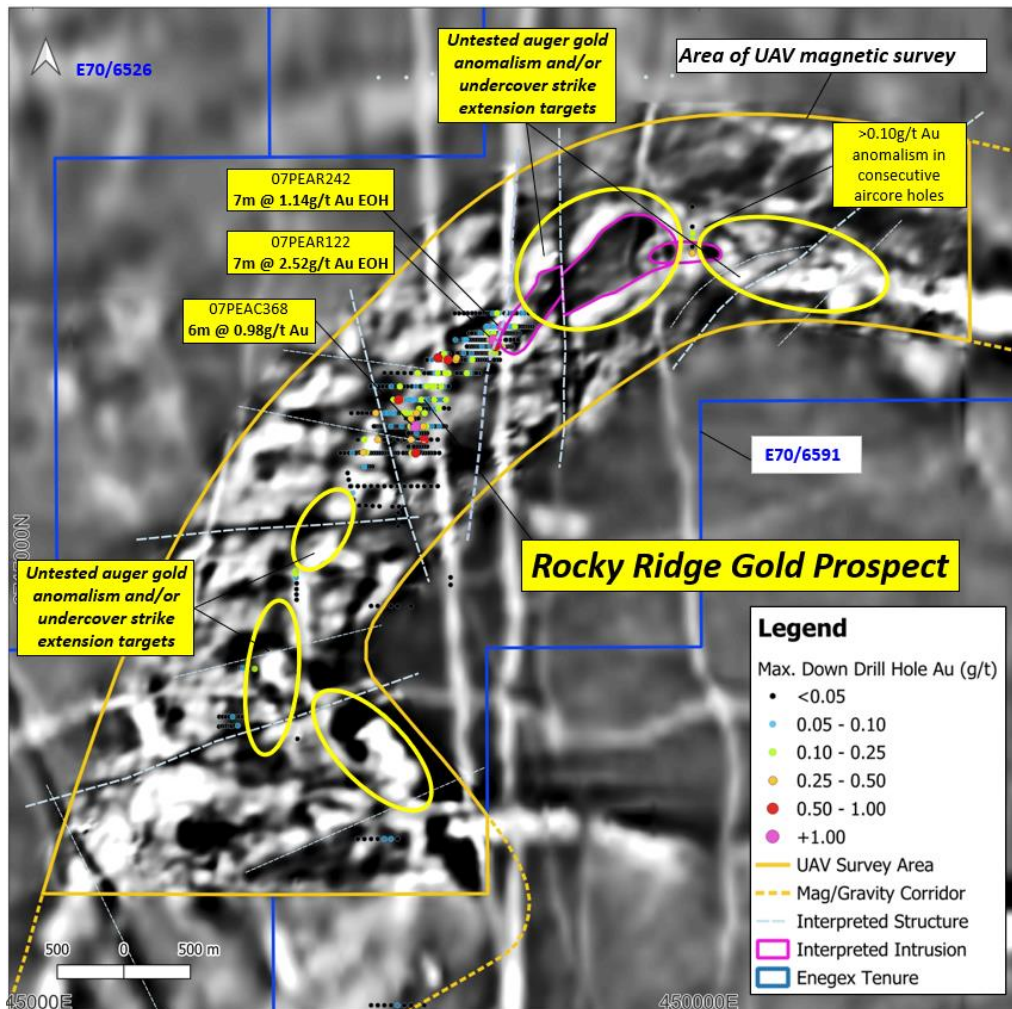 E70/6526
Untested auger gold
anomalism and/or
undercover strike
extension targets
Area of UAV magnetic survey
>0.10g/t Au
anomalism in
consecutive
aircore holes
07PEAR242
7m @ 1.14g/t Au EOH
07PEAR122
7m @ 2.52g/t Au EOH
07PEAC368
6m @ 0.98g/t Au
E70/6591
Rocky Ridge Gold Prospect
Untested auger gold
anomalism and/or
undercover strike
extension targets
Legend
Max. Down Drill Hole Au (g/t)
<0.05
0.05 - 0.10
0.10 - 0.25
0.25 - 0.50
0.50 - 1.00
+1.00
UAV Survey Area
Mag/Gravity Corridor
Interpreted Structure
Interpreted Intrusion
Enegex Tenure
500 0 500 m
45000E
450000E